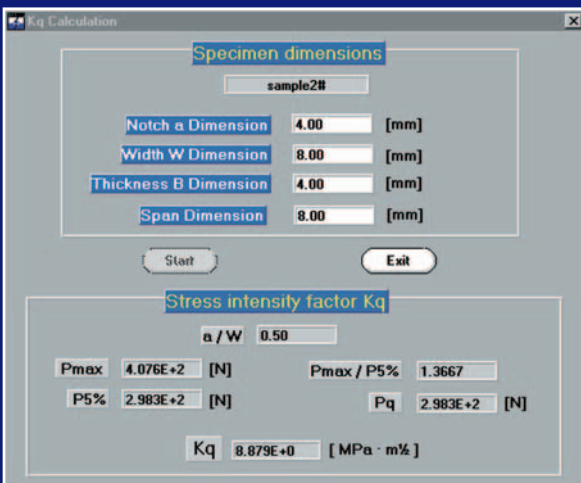 Kq Calculation
Specimen dimensions
sample2#
Notch a Dimension 4.00 [mm]
Width W Dimension 8.00 [mm]
Thickness B Dimension 4.00 [mm]
Span Dimension 8.00 [mm]
Start Exit
Stress intensity factor Kq
a / W 0.50
Pmax 4.076E+2 [N] Pmax / P5% 1.3667
P5% 2.983E+2 [N] Pq 2.983E+2 [N]
Kq 8.879E+0 [ MPa · m½ ]